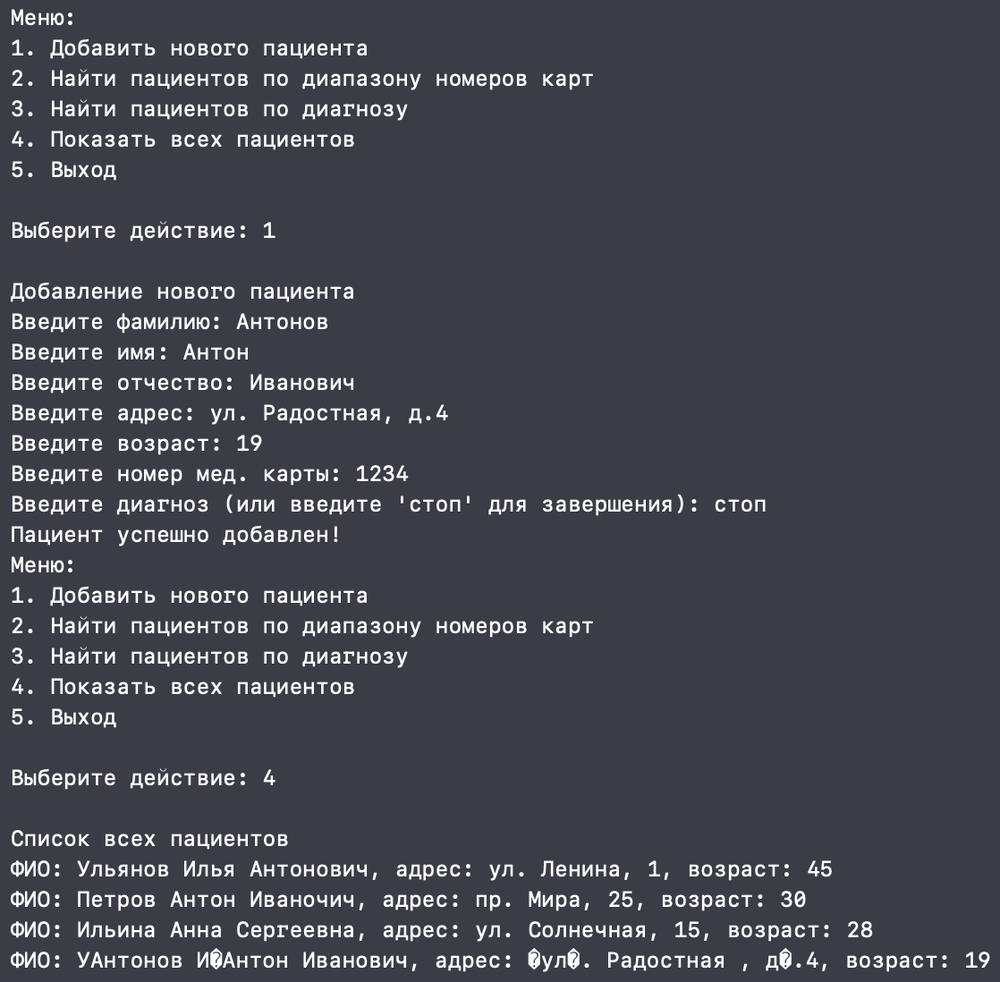 Меню:
1. Добавить нового пациента
2. Найти пациентов по диапазону номеров карт
3. Найти пациентов по диагнозу
4. Показать всех пациентов
5. Выход
Выберите действие: 1
Добавление нового пациента
Введите фамилию: Антонов
Введите имя: Антон
Введите отчество: Иванович
Введите адрес: ул. Радостная, д.4
Введите возраст: 19
Введите номер мед. карты: 1234
Введите диагноз (или введите 'стоп' для завершения): стоп
Пациент успешно добавлен!
Меню:
1. Добавить нового пациента
2. Найти пациентов по диапазону номеров карт
3. Найти пациентов по диагнозу
4. Показать всех пациентов
5. Выход
Выберите действие: 4
Список всех пациентов
ФИО: Ульянов Илья Антонович, адрес: ул. Ленина, 1, возраст: 45
ФИО: Петров Антон Иваночич, адрес: пр. Мира, 25, возраст: 30
ФИО: Ильина Анна Сергеевна, адрес: ул. Солнечная, 15, возраст: 28
ФИО: УАнтонов И�Антон Иванович, адрес: �ул�. Радостная , д�.4, возраст: 19